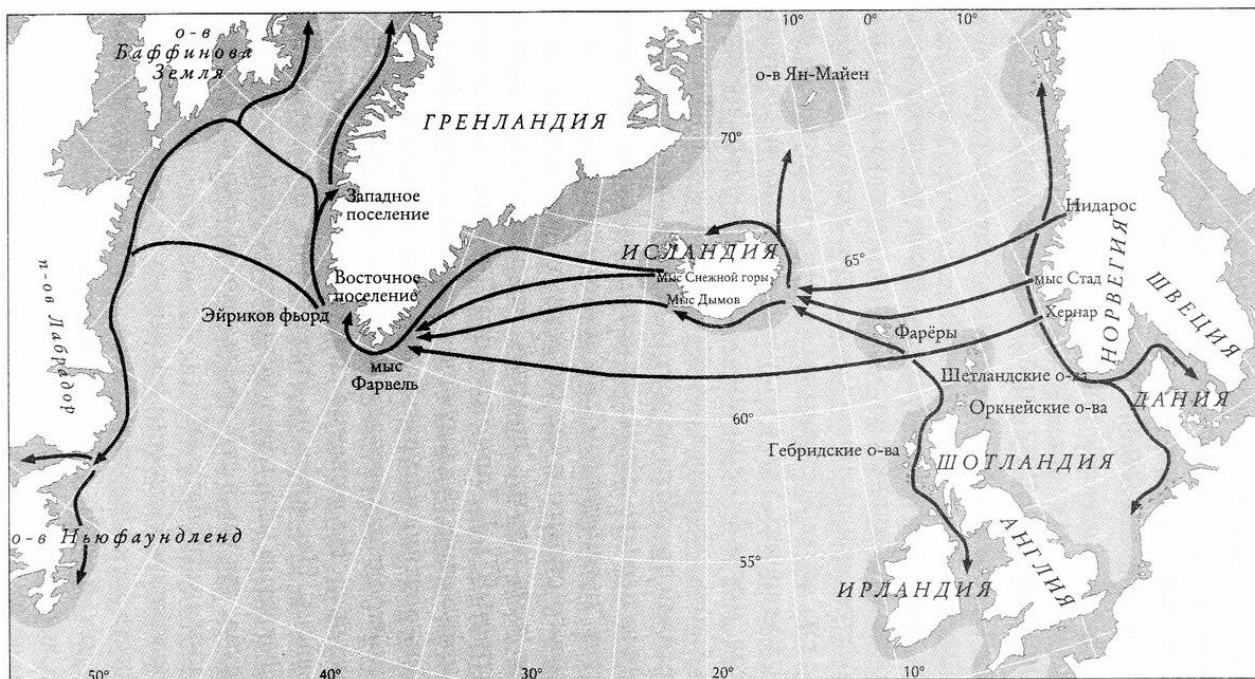 10°
0°
10°
о-в
Баффинова
Земля
о-в Ян-Майен
ГРЕНЛАНДИЯ
70°
Западное
поселение
Нидарос
ИСЛАНДИЯ
65°
Мыс Снежной горы
мыс Стад
Восточное
поселение
Мыс Дымов
Хернар
НОРВЕГИЯ
ШВЕЦИЯ
п-ов Лабрадор
Эйриков фьорд
Фарёры
мыс
Фарвель
Шетландские о-ва
ДАНИЯ
Оркнейские о-ва
60°
Гебридские о-ва
ШОТЛАНДИЯ
о-в Ньюфаундленд
АНГЛИЯ
55°
ИРЛАНДИЯ
50°
40°
30°
20°
10°
0°